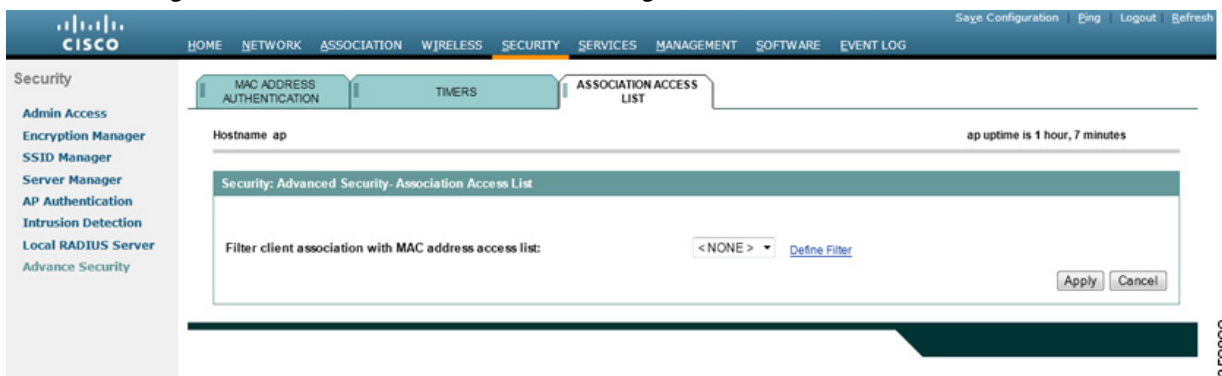 Save Configuration | Ping | Logout | Refresh
CISCO
HOME NETWORK ASSOCIATION WIRELESS SECURITY SERVICES MANAGEMENT SOFTWARE EVENT LOG
Security
Admin Access
Encryption Manager
SSID Manager
Server Manager
AP Authentication
Intrusion Detection
Local RADIUS Server
Advance Security
MAC ADDRESS AUTHENTICATION
TIMERS
ASSOCIATION ACCESS LIST
Hostname ap
ap uptime is 1 hour, 7 minutes
Security: Advanced Security- Association Access List
Filter client association with MAC address access list:
< NONE >
Define Filter
Apply
Cancel